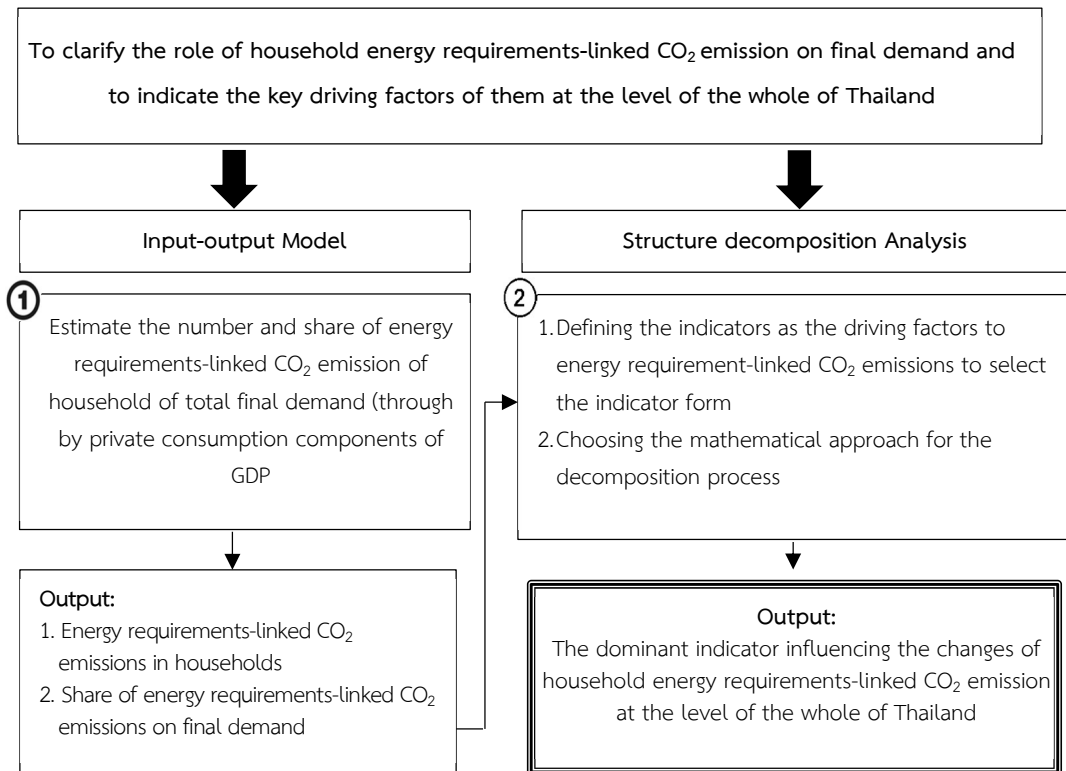 To clarify the role of household energy requirements-linked CO₂ emission on final demand and
to indicate the key driving factors of them at the level of the whole of Thailand
Input-output Model
Structure decomposition Analysis
1
Estimate the number and share of energy
requirements-linked CO₂ emission of
household of total final demand (through
by private consumption components of
GDP
2
1.Defining the indicators as the driving factors to
energy requirement-linked CO₂ emissions to select
the indicator form
2.Choosing the mathematical approach for the
decomposition process
Output:
1. Energy requirements-linked CO₂
emissions in households
2. Share of energy requirements-linked CO₂
emissions on final demand
Output:
The dominant indicator influencing the changes of
household energy requirements-linked CO₂ emission
at the level of the whole of Thailand